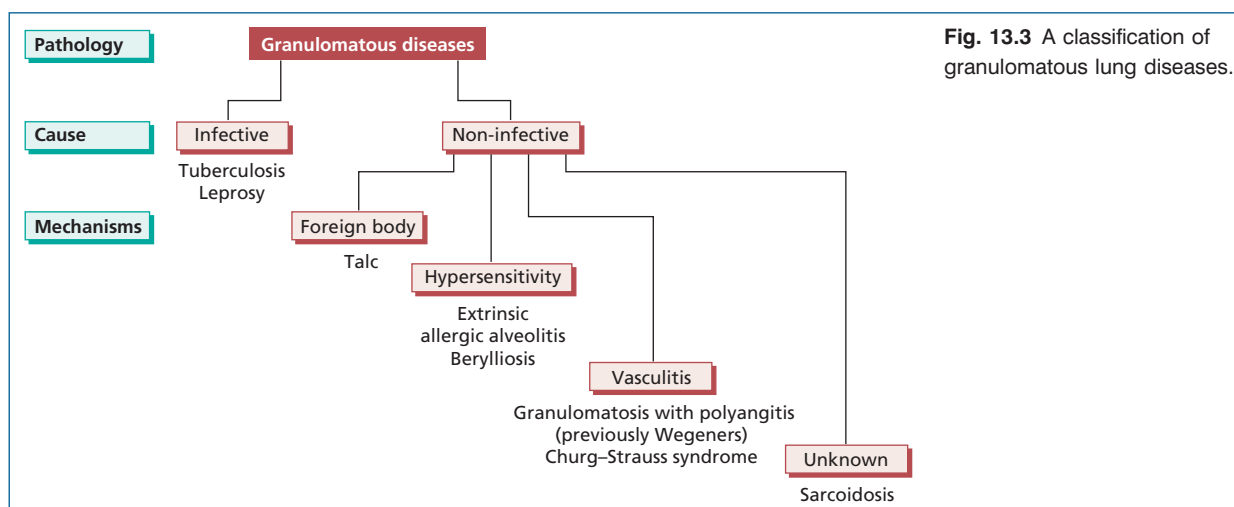 Pathology
Granulomatous diseases
Fig. 13.3 A classification of
granulomatous lung diseases.
Cause
Infective
Non-infective
Tuberculosis
Leprosy
Mechanisms
Foreign body
Talc
Hypersensitivity
Extrinsic
allergic alveolitis
Berylliosis
Vasculitis
Granulomatosis with polyangitis
(previously Wegeners)
Churg–Strauss syndrome
Unknown
Sarcoidosis